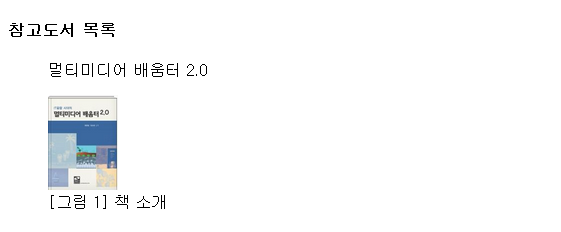 참고도서 목록
멀티미디어 배움터 2.0
멀티미디어 배움터 2.0
[그림 1] 책 소개